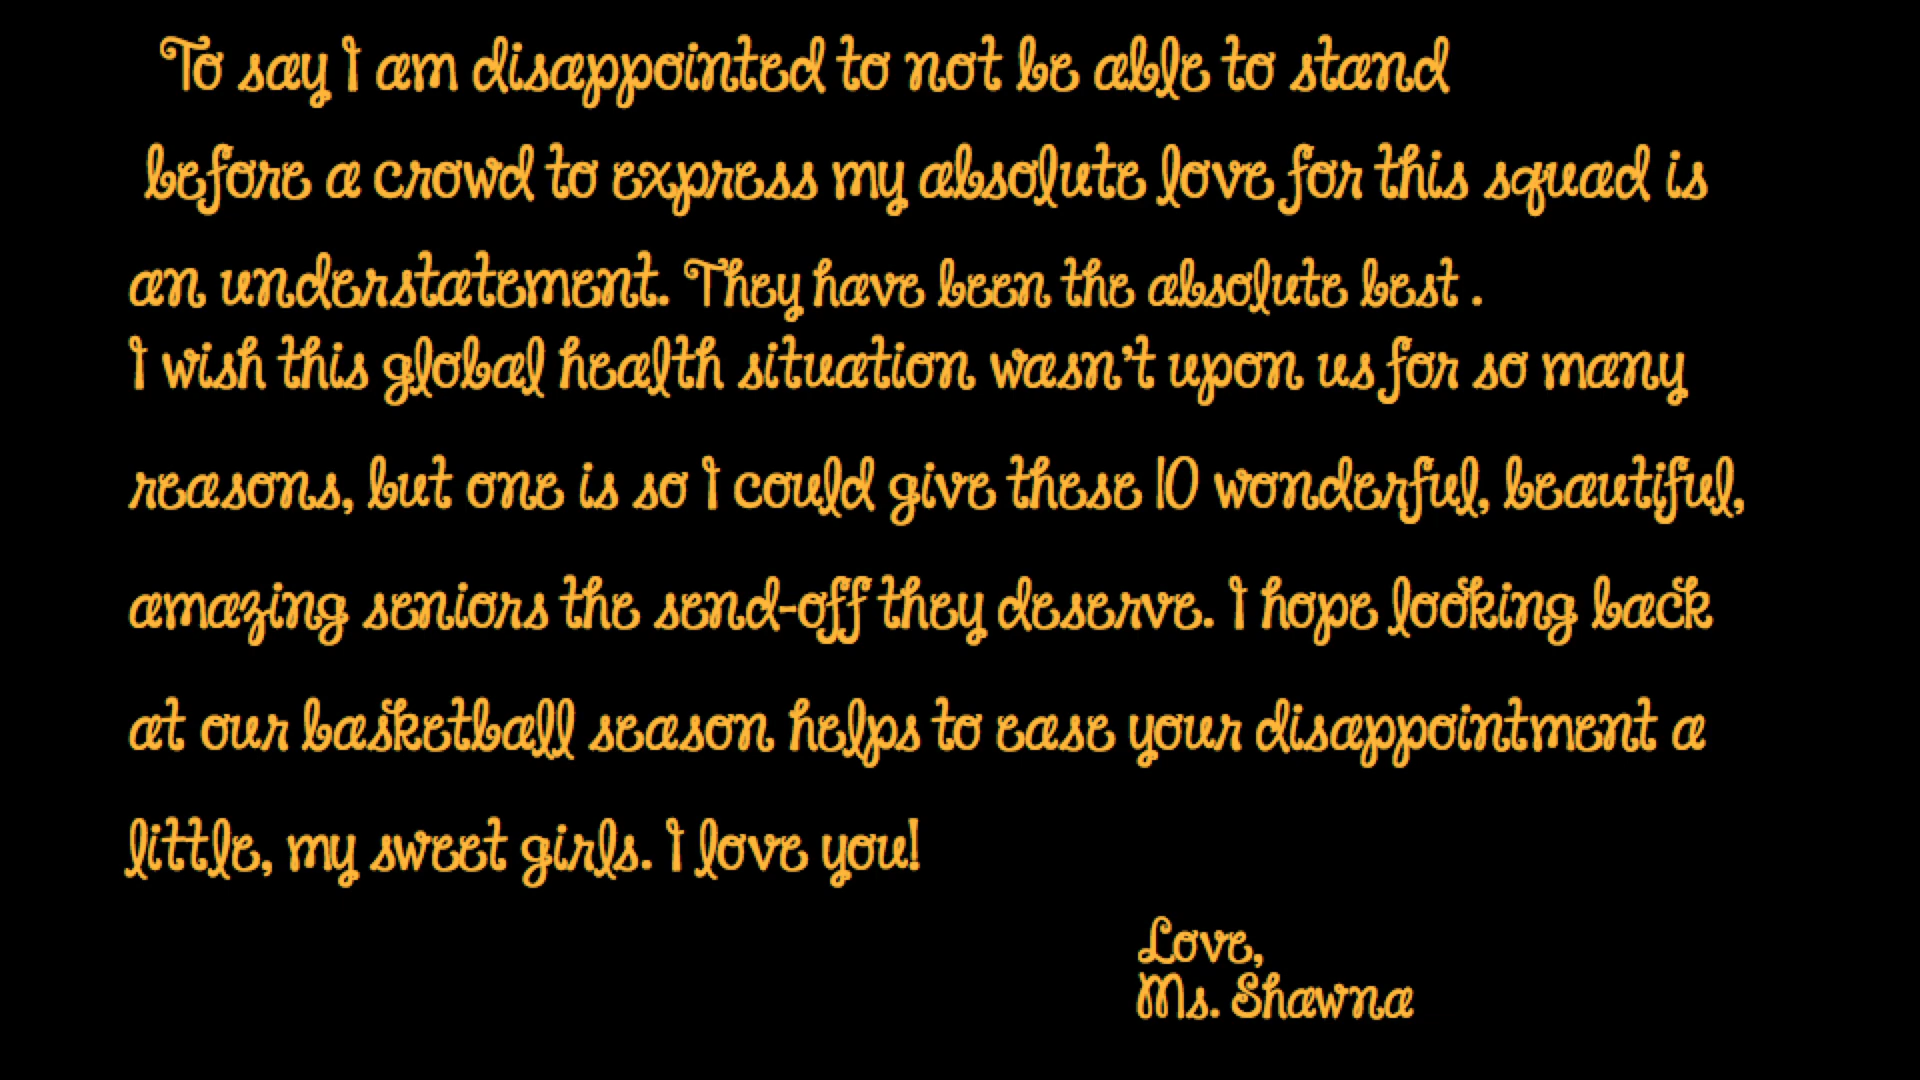 To say I am disappointed to not be able to stand
before a crowd to express my absolute love for this squad is
an understatement. They have been the absolute best .
I wish this global health situation wasn't upon us for so many
reasons, but one is so I could give these 10 wonderful, beautiful,
amazing seniors the send-off they deserve. I hope looking back
at our basketball season helps to ease your disappointment a
little, my sweet girls. I love you!
Love,
Ms. Shawna